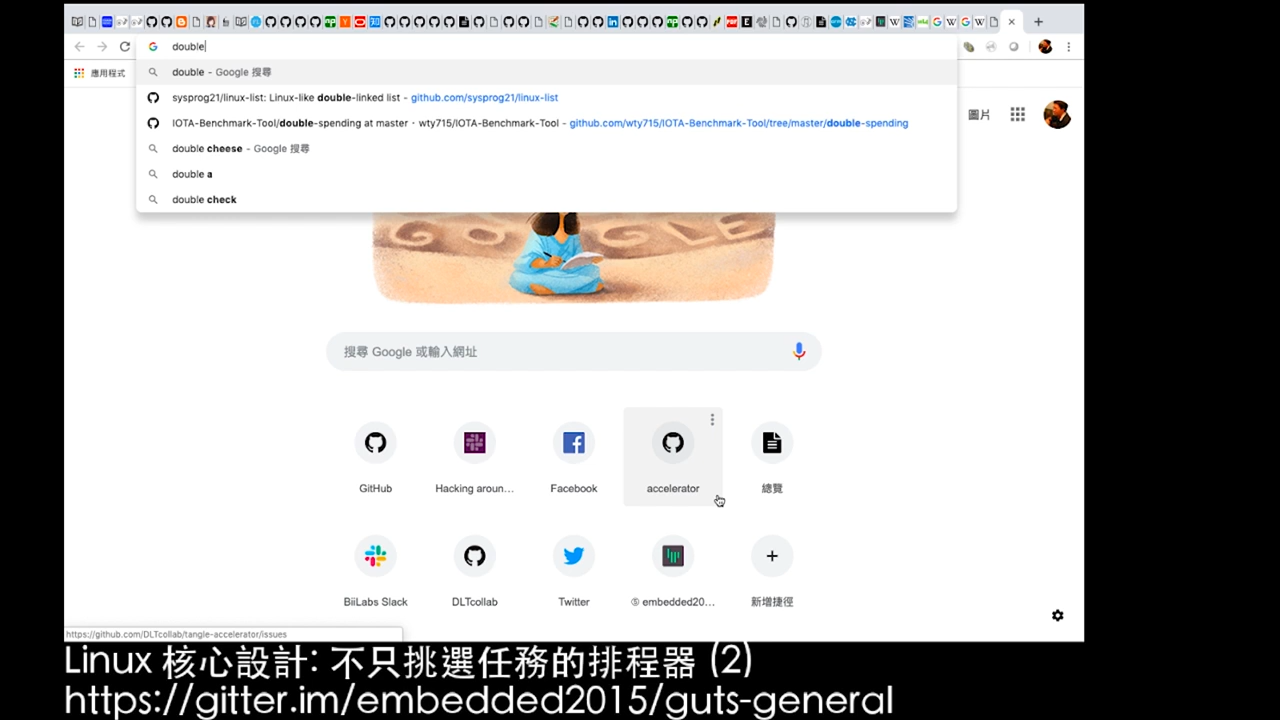 double
應用程式
double - Google 搜尋
sysprog21/linux-list: Linux-like double-linked list - github.com/sysprog21/linux-list
IOTA-Benchmark-Tool/double-spending at master · wty715/IOTA-Benchmark-Tool - github.com/wty715/IOTA-Benchmark-Tool/tree/master/double-spending
double cheese - Google 搜尋
double a
double check
圖片
GOOGLE
搜尋 Google 或輸入網址
GitHub
Hacking aroun...
Facebook
accelerator
總覽
BiiLabs Slack
DLTcollab
Twitter
Ⓢ embedded20...
新增捷徑
https://github.com/DLTcollab/tangle-accelerator/issues
Linux 核心設計: 不只挑選任務的排程器 (2)
https://gitter.im/embedded2015/guts-general